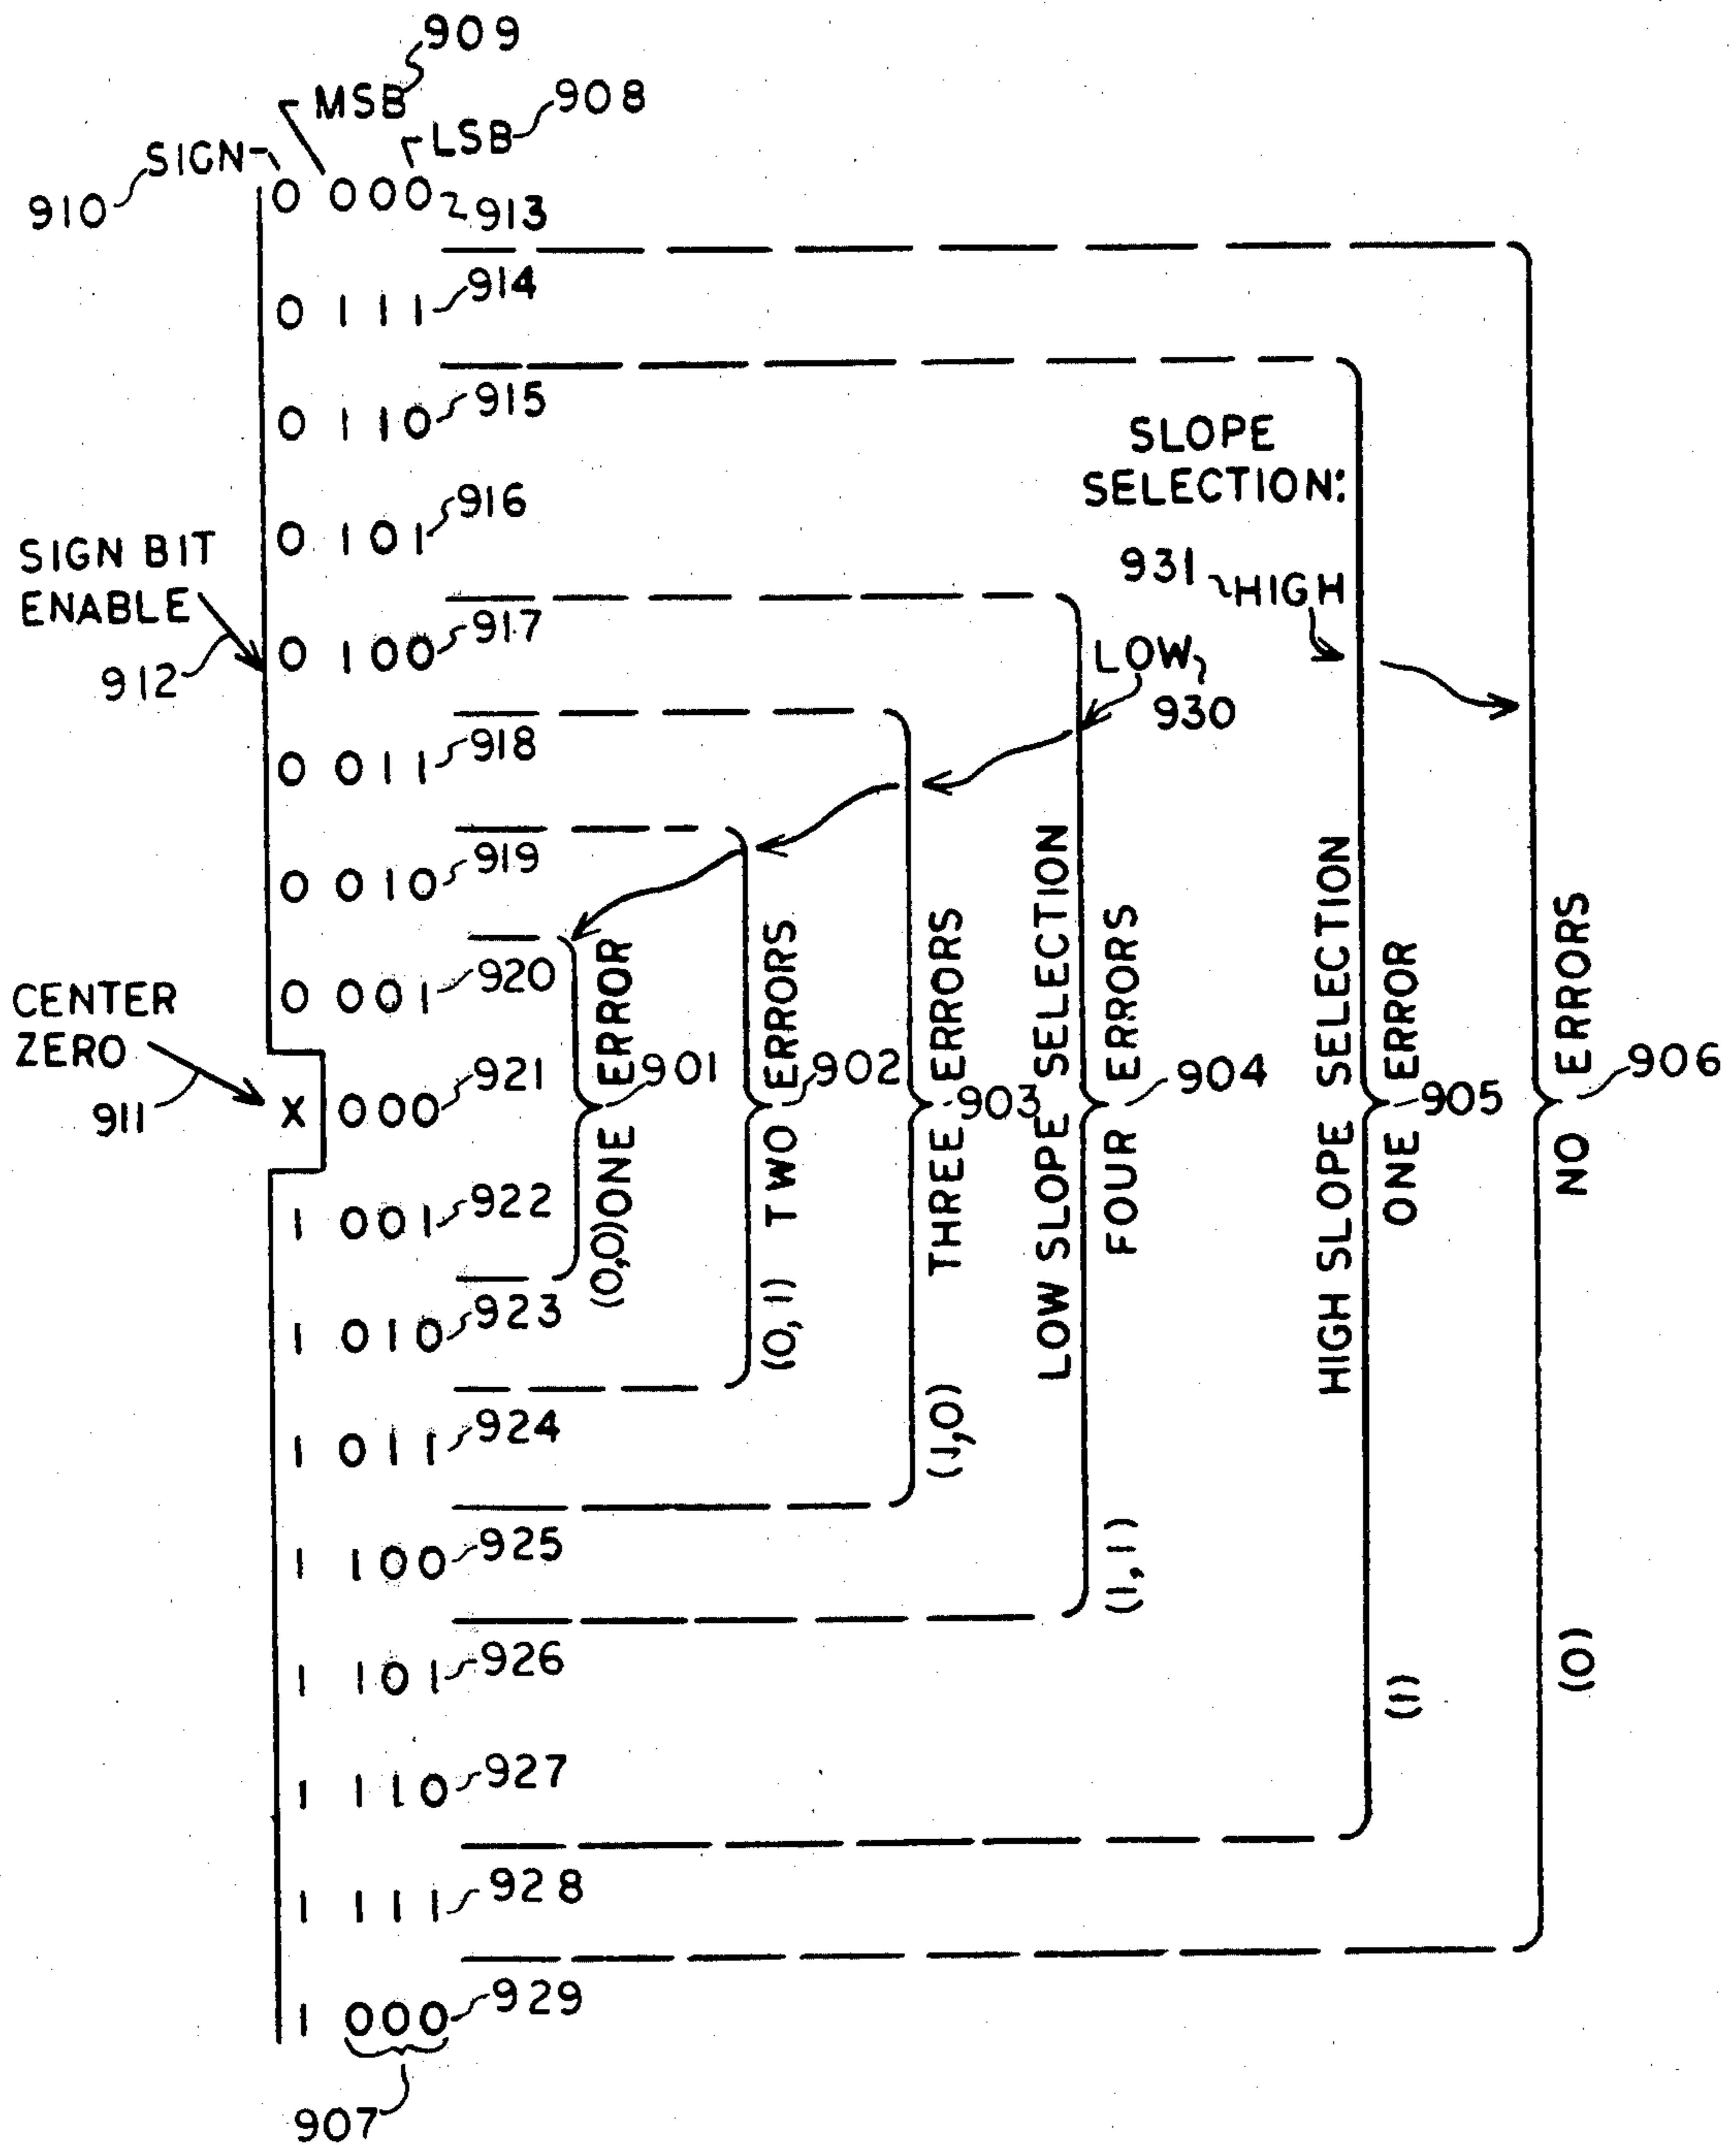 909
MSB
908
LSB
SIGN
910
0 000
913
0 111
914
0 110
915
SLOPE
SELECTION:
0 101
916
931
HIGH
SIGN BIT
ENABLE
912
0 100
917
LOW
930
0 011
918
0 010
919
0 001
920
CENTER
ZERO
911
X 000
921
1 001
922
1 010
923
1 011
924
1 100
925
1 101
926
1 110
927
1 111
928
1 000
929
907
(0,0) ONE ERROR
901
(0,1) TWO ERRORS
902
(1,0) THREE ERRORS
903
LOW SLOPE SELECTION
(1,1) FOUR ERRORS
904
HIGH SLOPE SELECTION
(1) ONE ERROR
905
(0) NO ERRORS
906